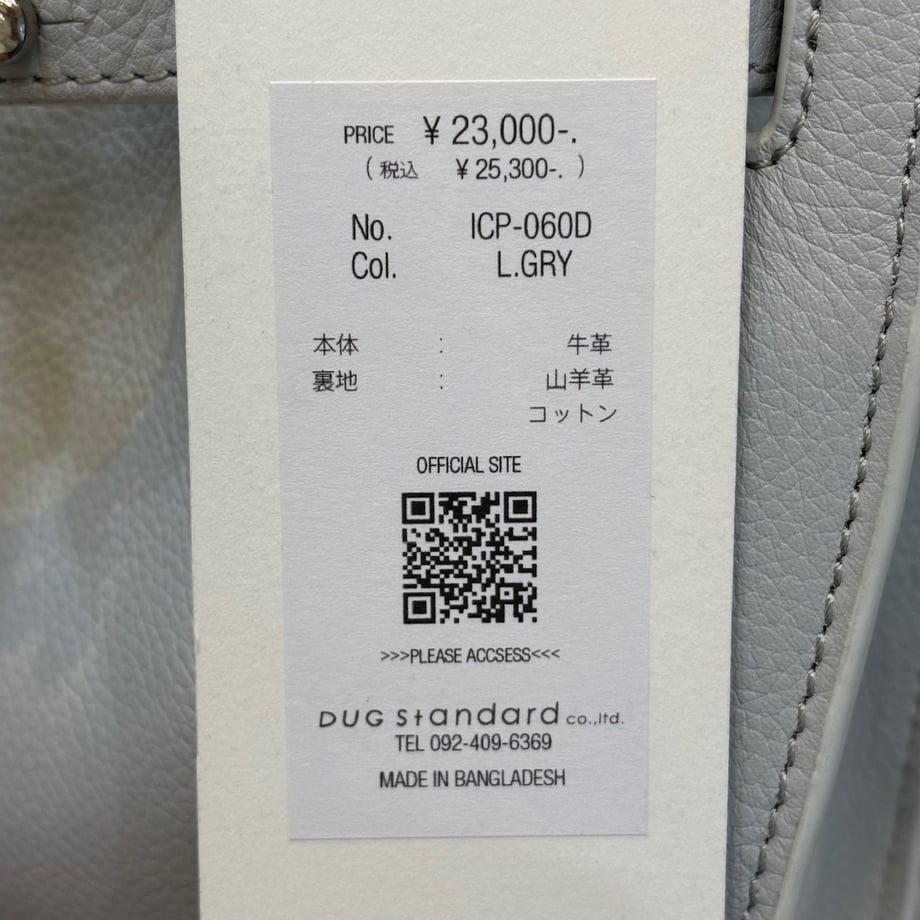 PRICE ¥ 23,000-.
( 税込 ¥ 25,300-. )
No. ICP-060D
Col. L.GRY
本体 : 牛革
裏地 : 山羊革
コットン
OFFICIAL SITE
>>>PLEASE ACCSESS<<<
DUG Standard co.,ltd.
TEL 092-409-6369
MADE IN BANGLADESH